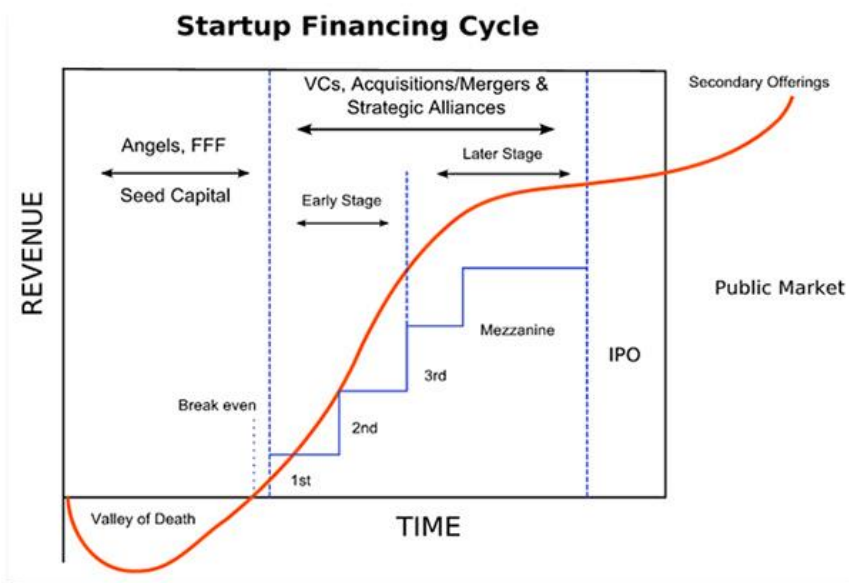 Startup Financing Cycle
VCs, Acquisitions/Mergers &
Strategic Alliances
Secondary Offerings
Angels, FFF
Seed Capital
Later Stage
Early Stage
REVENUE
Public Market
Mezzanine
IPO
3rd
Break even
2nd
1st
Valley of Death
TIME